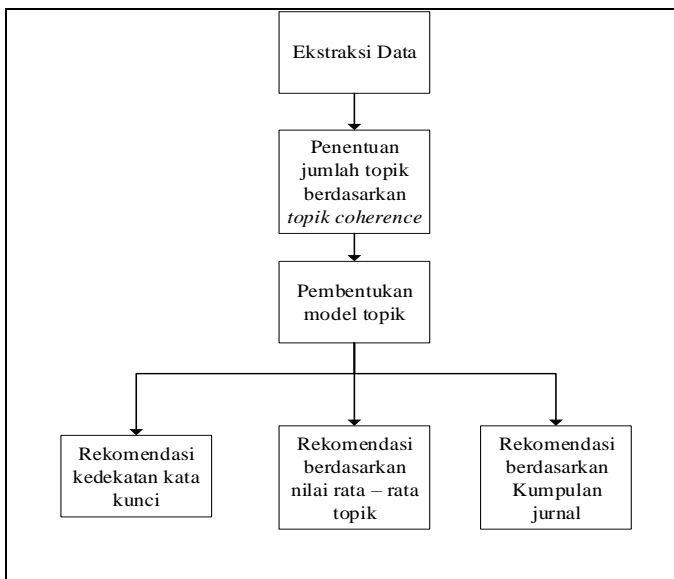 Ekstraksi Data
Penentuan
jumlah topik
berdasarkan
topik coherence
Pembentukan
model topik
Rekomendasi
kedekatan kata
kunci
Rekomendasi
berdasarkan
nilai rata – rata
topik
Rekomendasi
berdasarkan
Kumpulan
jurnal